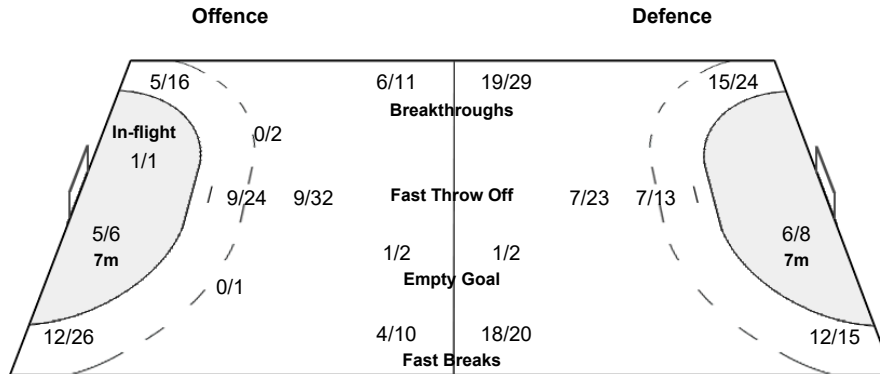 Offence Defence
5/16 6/11 19/29 15/24
Breakthroughs
In-flight 0/2
1/1
9/24 9/32 Fast Throw Off 7/23 7/13
5/6 6/8
7m 7m
1/2 1/2
Empty Goal
0/1
12/26 4/10 18/20 12/15
Fast Breaks